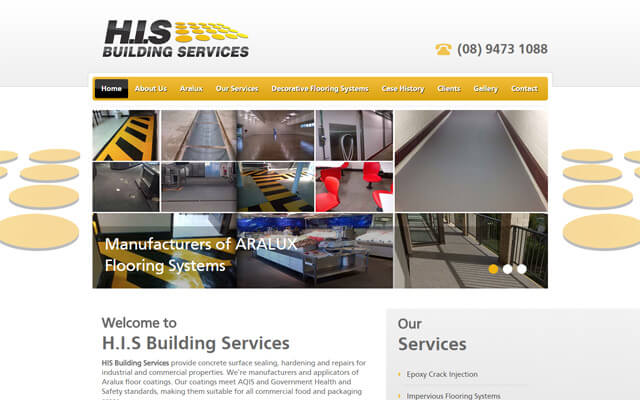 H.I.S
BUILDING SERVICES
(08) 9473 1088
Home About Us Aralux Our Services Decorative Flooring Systems Case History Clients Gallery Contact
Manufacturers of ARALUX
Flooring Systems
Welcome to
H.I.S Building Services
HIS Building Services provide concrete surface sealing, hardening and repairs for
industrial and commercial properties. We're manufacturers and applicators of
Aralux floor coatings. Our coatings meet AQIS and Government Health and
Safety standards, making them suitable for all commercial food and packaging
Our
Services
Epoxy Crack Injection
Impervious Flooring Systems